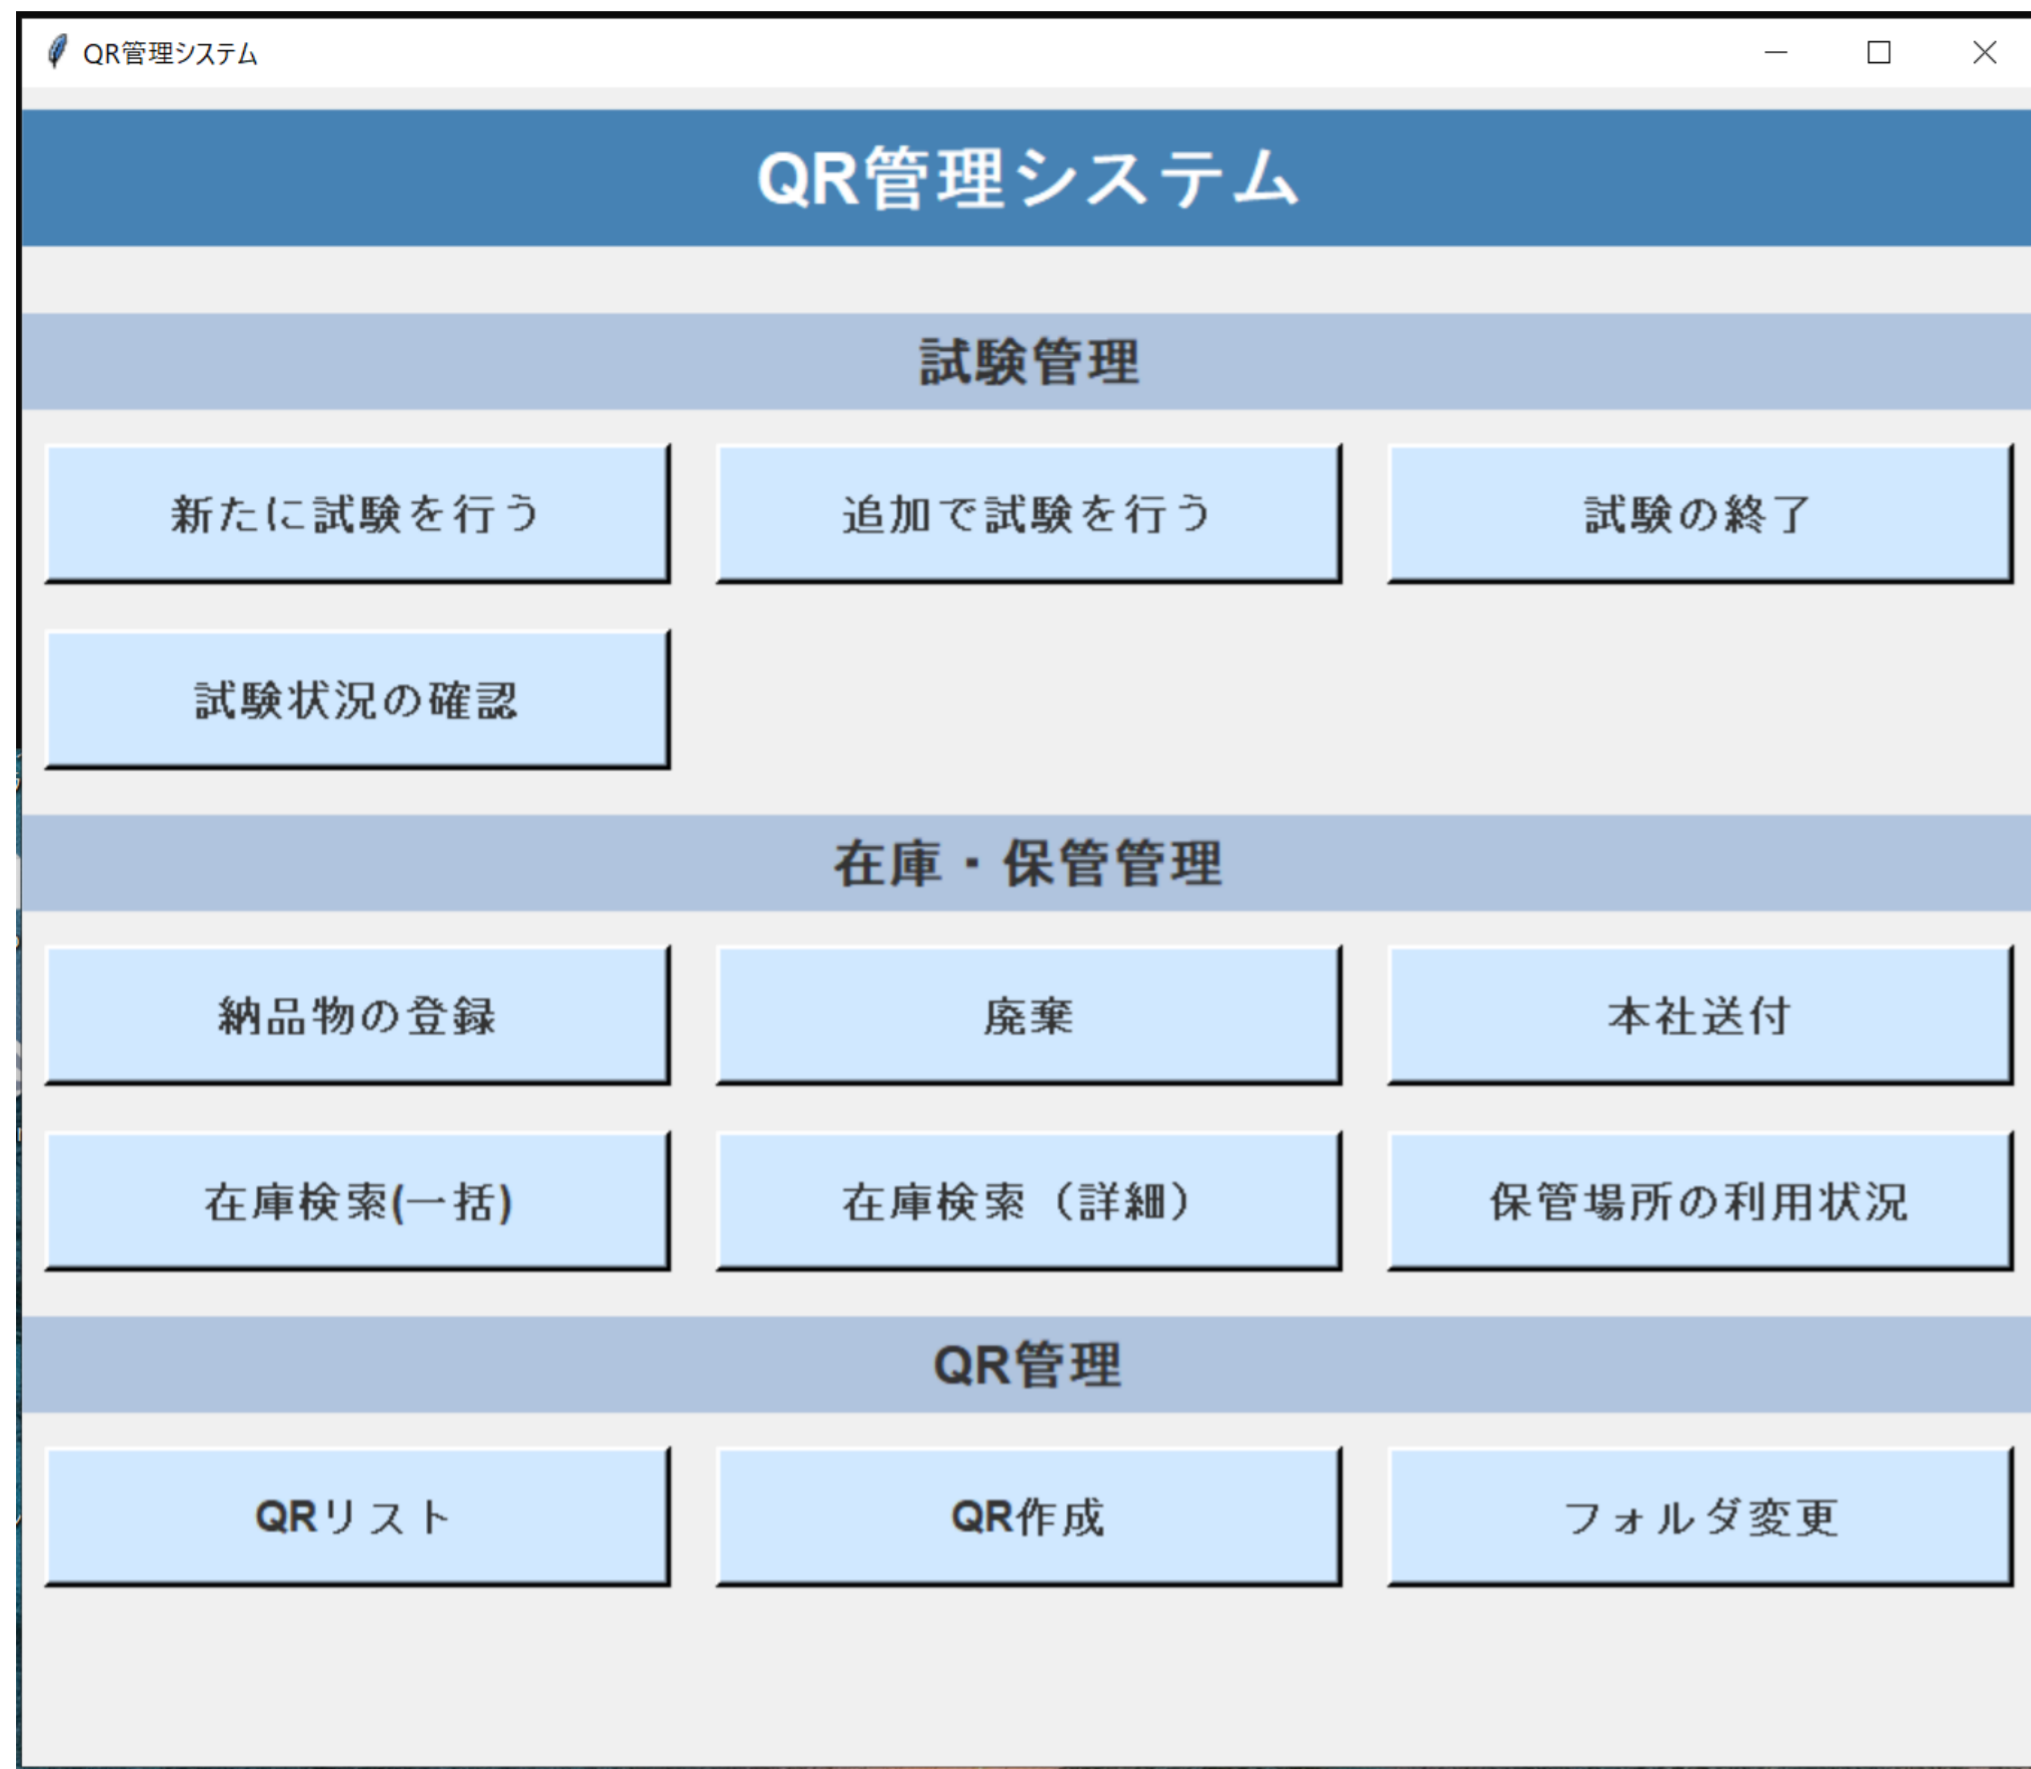 QR管理システム
QR管理システム
試験管理
新たに試験を行う
追加で試験を行う
試験の終了
試験状況の確認
在庫・保管管理
納品物の登録
廃棄
本社送付
在庫検索(一括)
在庫検索（詳細）
保管場所の利用状況
QR管理
QRリスト
QR作成
フォルダ変更